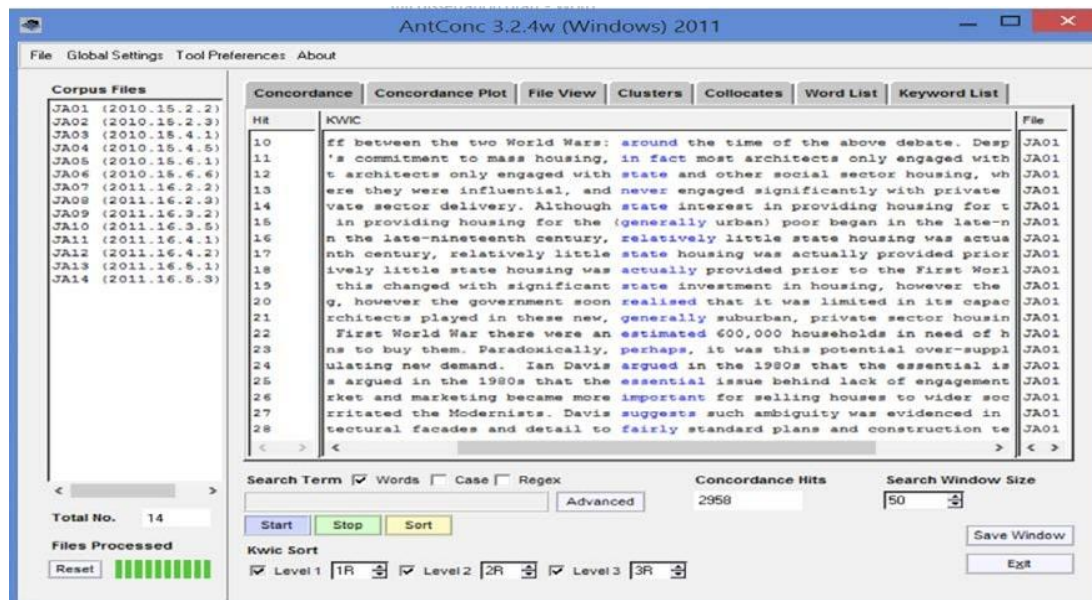 AntConc 3.2.4w (Windows) 2011
File Global Settings Tool Preferences About
Corpus Files
JA01 (2010.15.2.2)
JA02 (2010.15.2.3)
JA03 (2010.15.4.1)
JA04 (2010.15.4.5)
JA05 (2010.15.6.1)
JA06 (2010.15.6.6)
JA07 (2011.16.2.2)
JA08 (2011.16.2.3)
JA09 (2011.16.3.2)
JA10 (2011.16.3.5)
JA11 (2011.16.4.1)
JA12 (2011.16.4.2)
JA13 (2011.16.5.1)
JA14 (2011.16.5.3)
Total No. 14
Files Processed
Reset
Concordance Concordance Plot File View Clusters Collocates Word List Keyword List
Hit KWIC File
10 ff between the two World Wars: around the time of the above debate. Desp JA01
11 's commitment to mass housing, in fact most architects only engaged with JA01
12 t architects only engaged with state and other social sector housing, wh JA01
13 ere they were influential, and never engaged significantly with private JA01
14 vate sector delivery. Although state interest in providing housing for t JA01
15 in providing housing for the (generally urban) poor began in the late-n JA01
16 n the late-nineteenth century, relatively little state housing was actua JA01
17 nth century, relatively little state housing was actually provided prior JA01
18 ively little state housing was actually provided prior to the First Worl JA01
19 this changed with significant state investment in housing, however the JA01
20 g, however the government soon realised that it was limited in its capac JA01
21 rchitects played in these new, generally suburban, private sector housin JA01
22 First World War there were an estimated 600,000 households in need of h JA01
23 ns to buy them. Paradoxically, perhaps, it was this potential over-suppl JA01
24 ulating new demand. Ian Davis argued in the 1980s that the essential is JA01
25 s argued in the 1980s that the essential issue behind lack of engagement JA01
26 rket and marketing became more important for selling houses to wider soc JA01
27 rritated the Modernists. Davis suggests such ambiguity was evidenced in JA01
28 tectural facades and detail to fairly standard plans and construction te JA01
Search Term Words Case Regex
Concordance Hits
Search Window Size
Advanced
2958
50
Start Stop Sort
Save Window
Kwic Sort
Level 1 1R Level 2 2R Level 3 3R
Exit